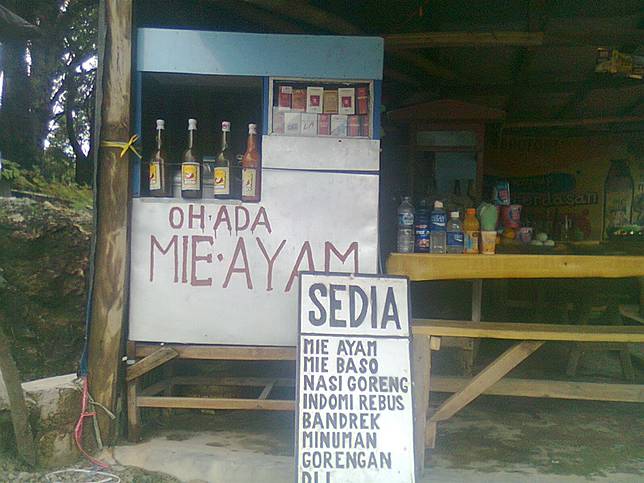 OH·ADA
MIE·AYAM
SEDIA
MIE AYAM
MIE BASO
NASI GORENG
INDOMI REBUS
BANDREK
MINUMAN
GORENGAN
DLL